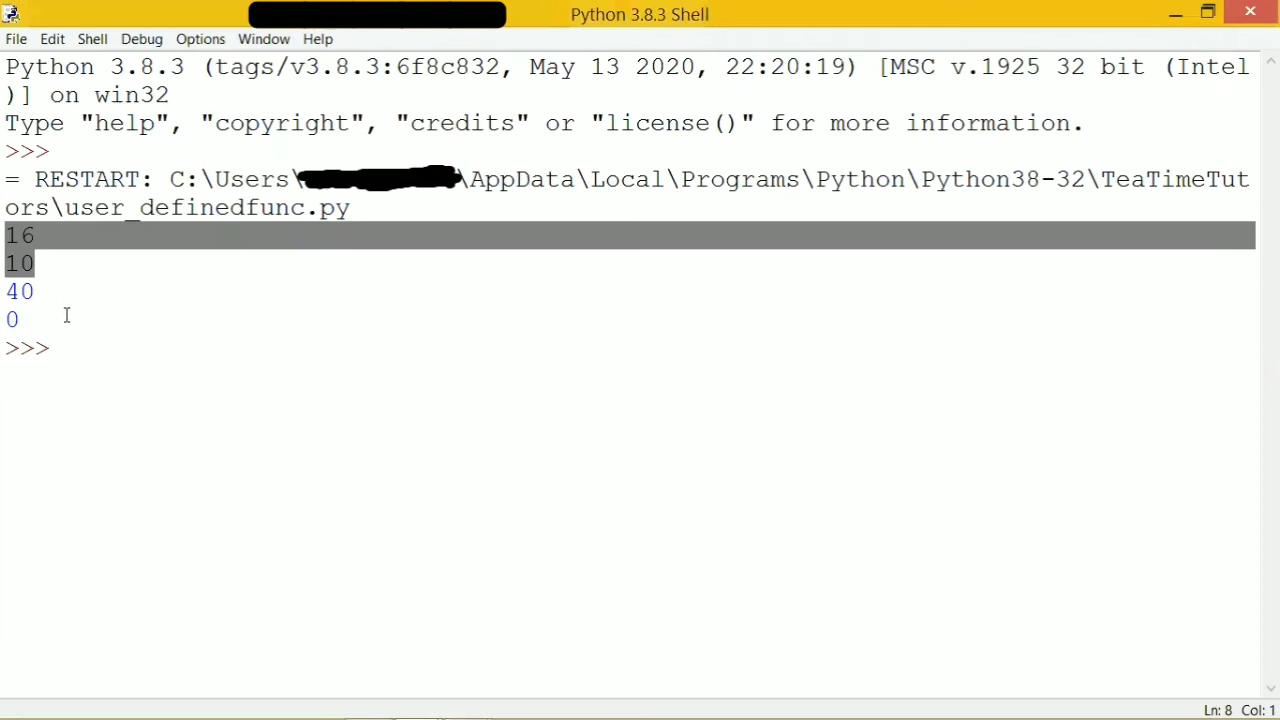 Python 3.8.3 Shell
File Edit Shell Debug Options Window Help
Python 3.8.3 (tags/v3.8.3:6f8c832, May 13 2020, 22:20:19) [MSC v.1925 32 bit (Intel
)] on win32
Type "help", "copyright", "credits" or "license()" for more information.
>>>
= RESTART: C:\Users\ \AppData\Local\Programs\Python\Python38-32\TeaTimeTut
ors\user_definedfunc.py
16
10
40
0
>>>
Ln: 8 Col: 1